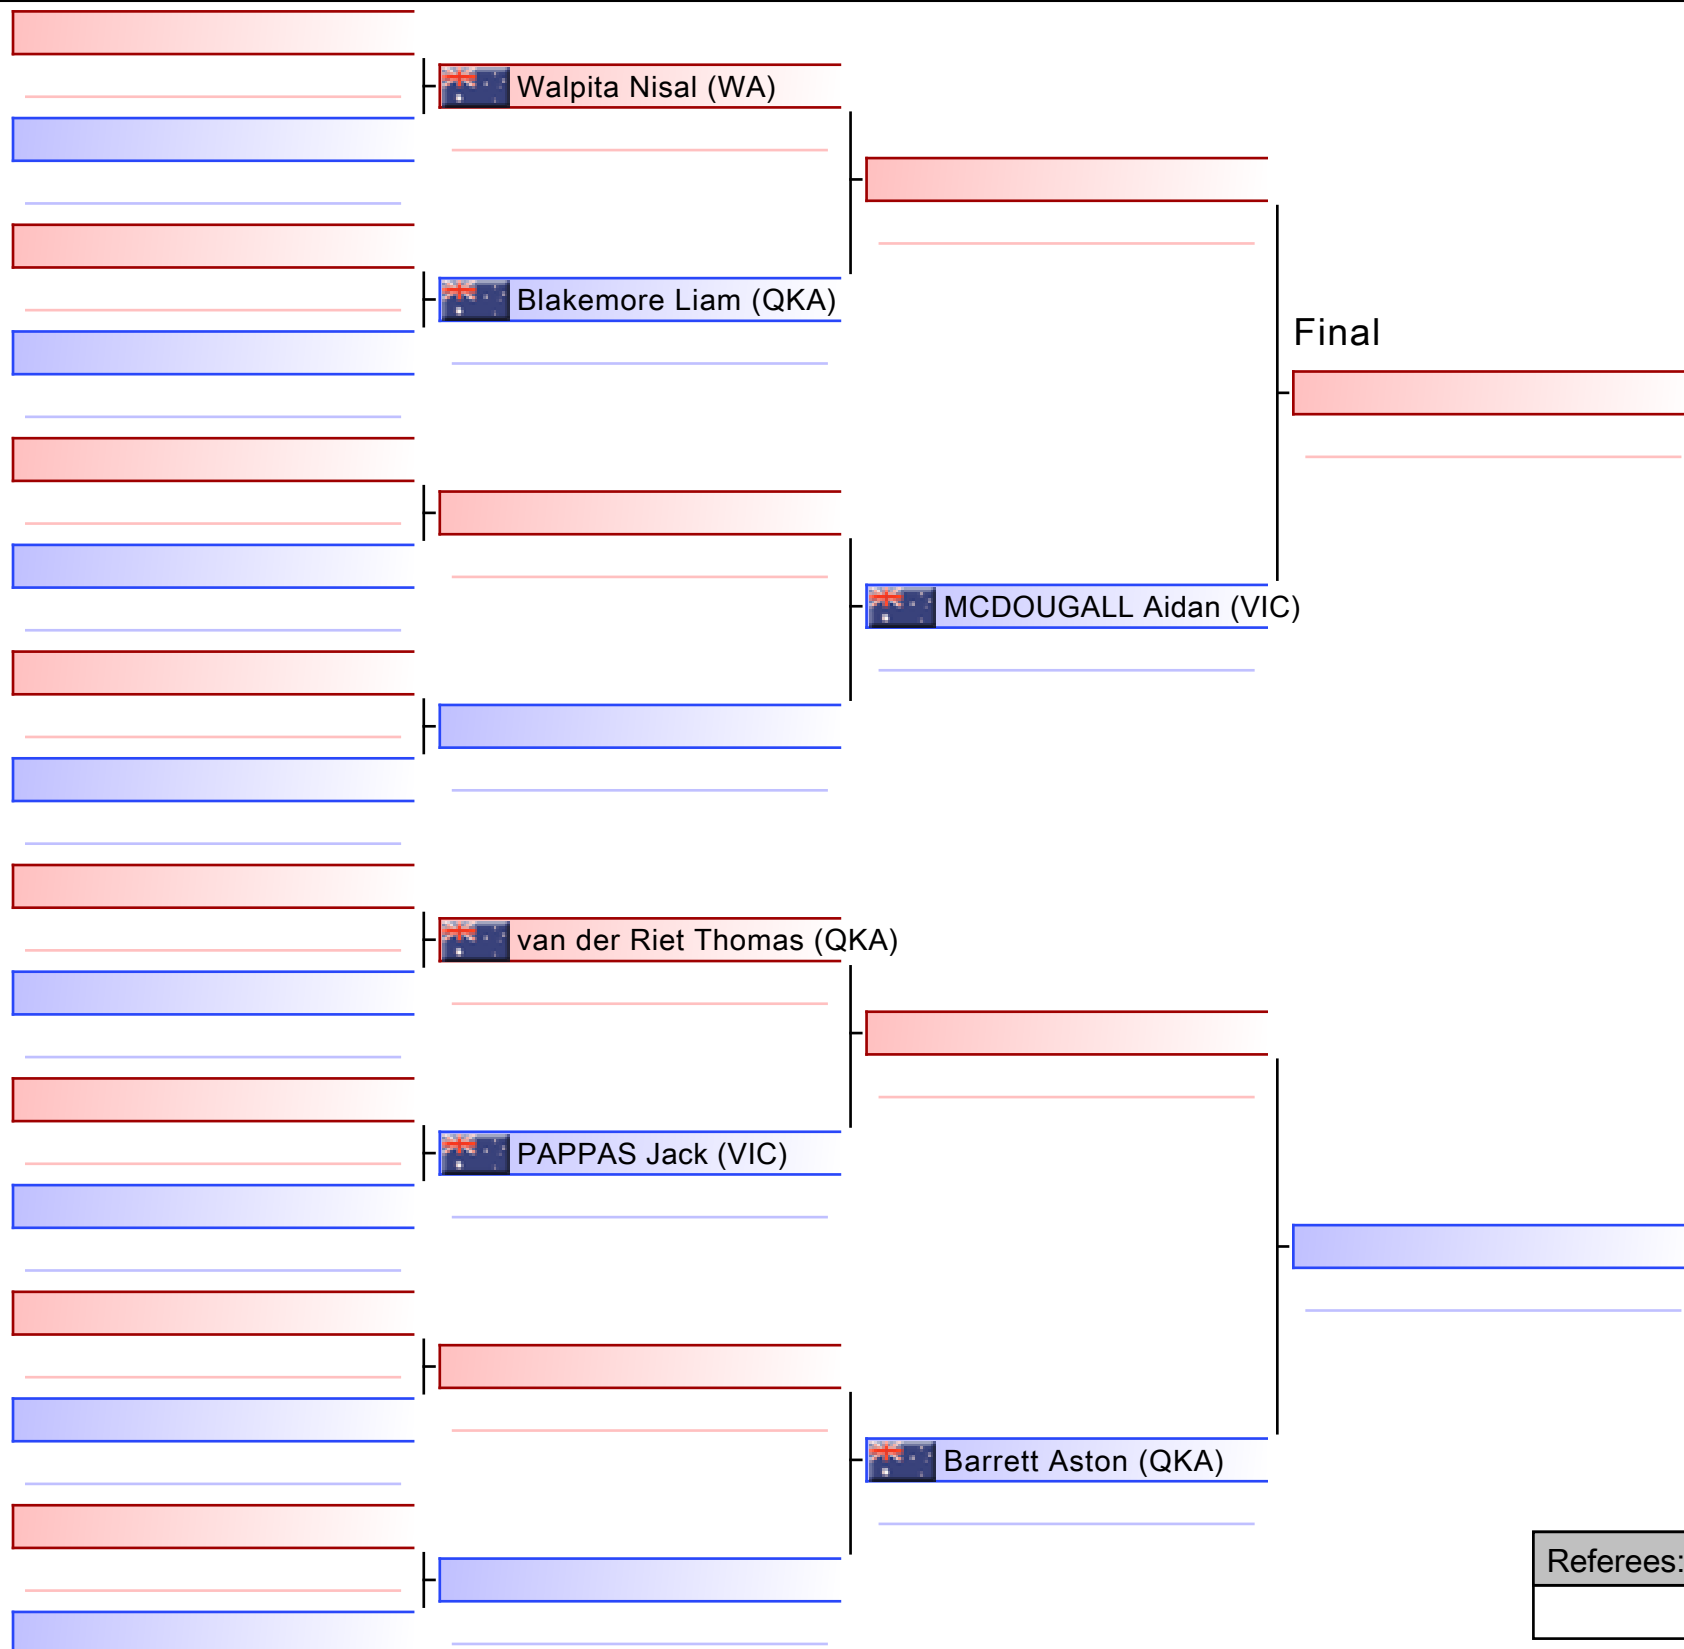 Walpita Nisal (WA)
Blakemore Liam (QKA)
Final
MCDOUGALL Aidan (VIC)
van der Riet Thomas (QKA)
PAPPAS Jack (VIC)
Barrett Aston (QKA)
Referees: